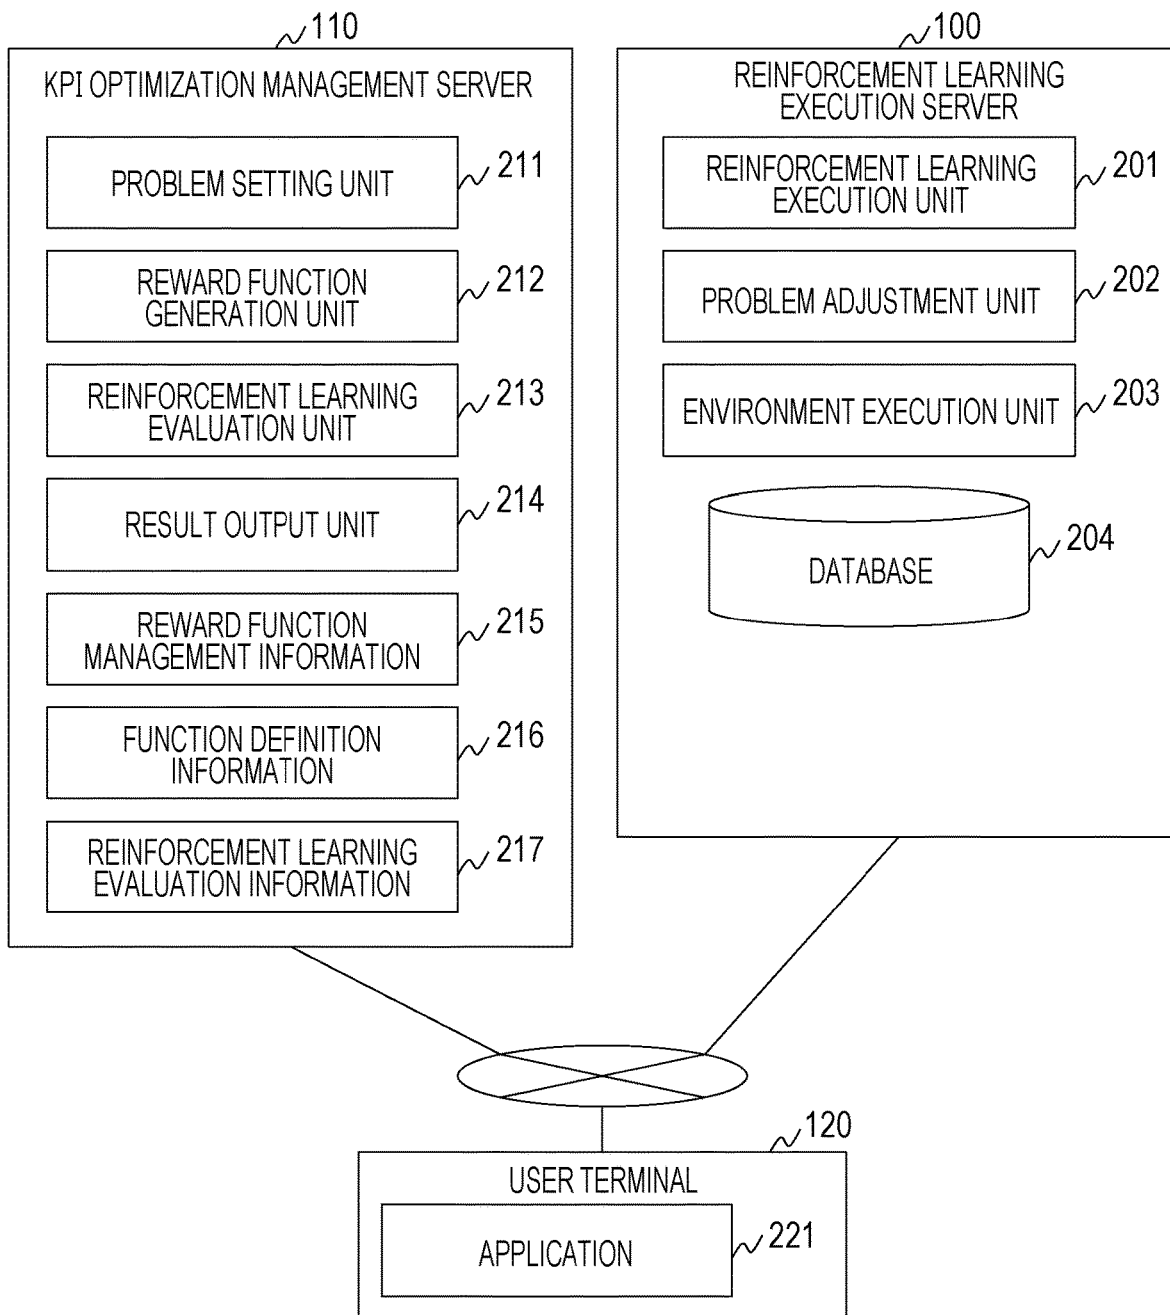 110
KPI OPTIMIZATION MANAGEMENT SERVER
PROBLEM SETTING UNIT
211
REWARD FUNCTION
GENERATION UNIT
212
REINFORCEMENT LEARNING
EVALUATION UNIT
213
RESULT OUTPUT UNIT
214
REWARD FUNCTION
MANAGEMENT INFORMATION
215
FUNCTION DEFINITION
INFORMATION
216
REINFORCEMENT LEARNING
EVALUATION INFORMATION
217
100
REINFORCEMENT LEARNING
EXECUTION SERVER
REINFORCEMENT LEARNING
EXECUTION UNIT
201
PROBLEM ADJUSTMENT UNIT
202
ENVIRONMENT EXECUTION UNIT
203
DATABASE
204
120
USER TERMINAL
APPLICATION
221